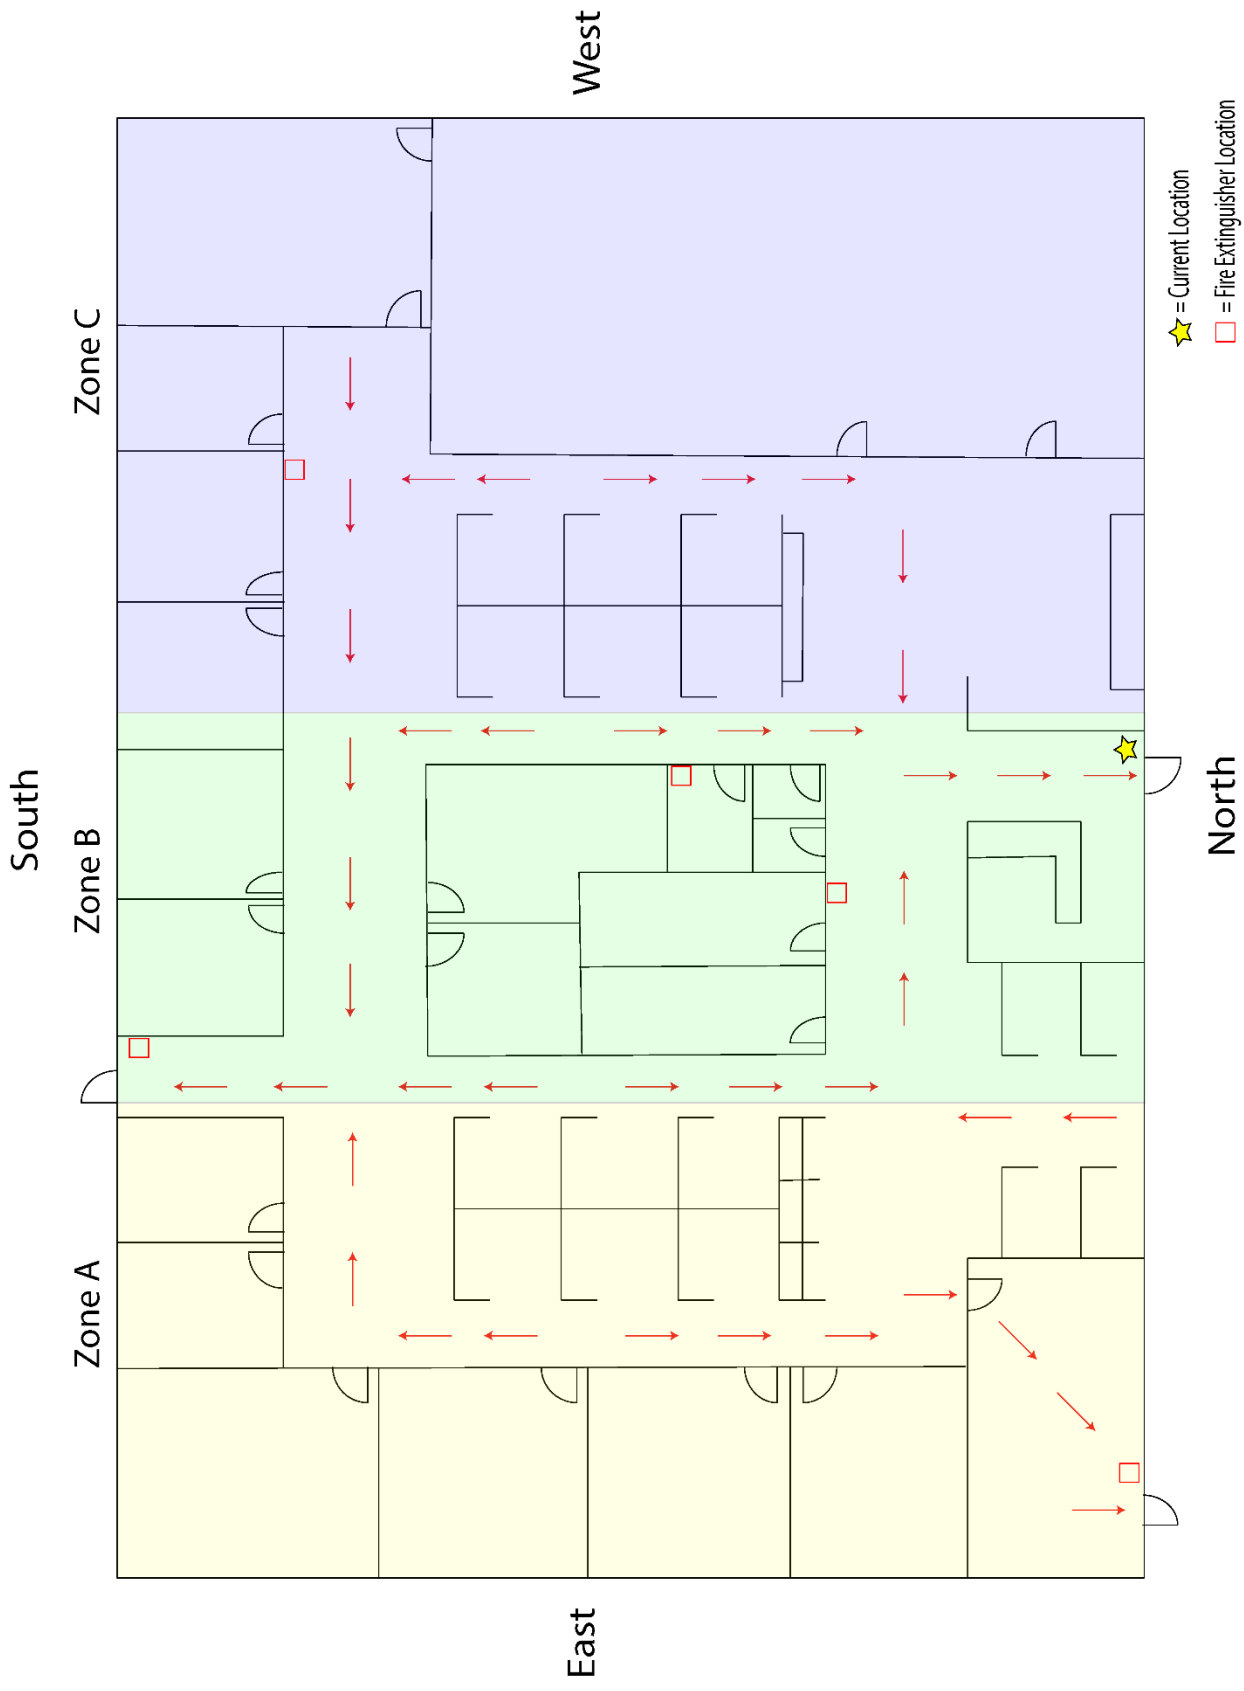 South
Zone A
Zone B
Zone C
East
West
North
= Current Location
= Fire Extinguisher Location